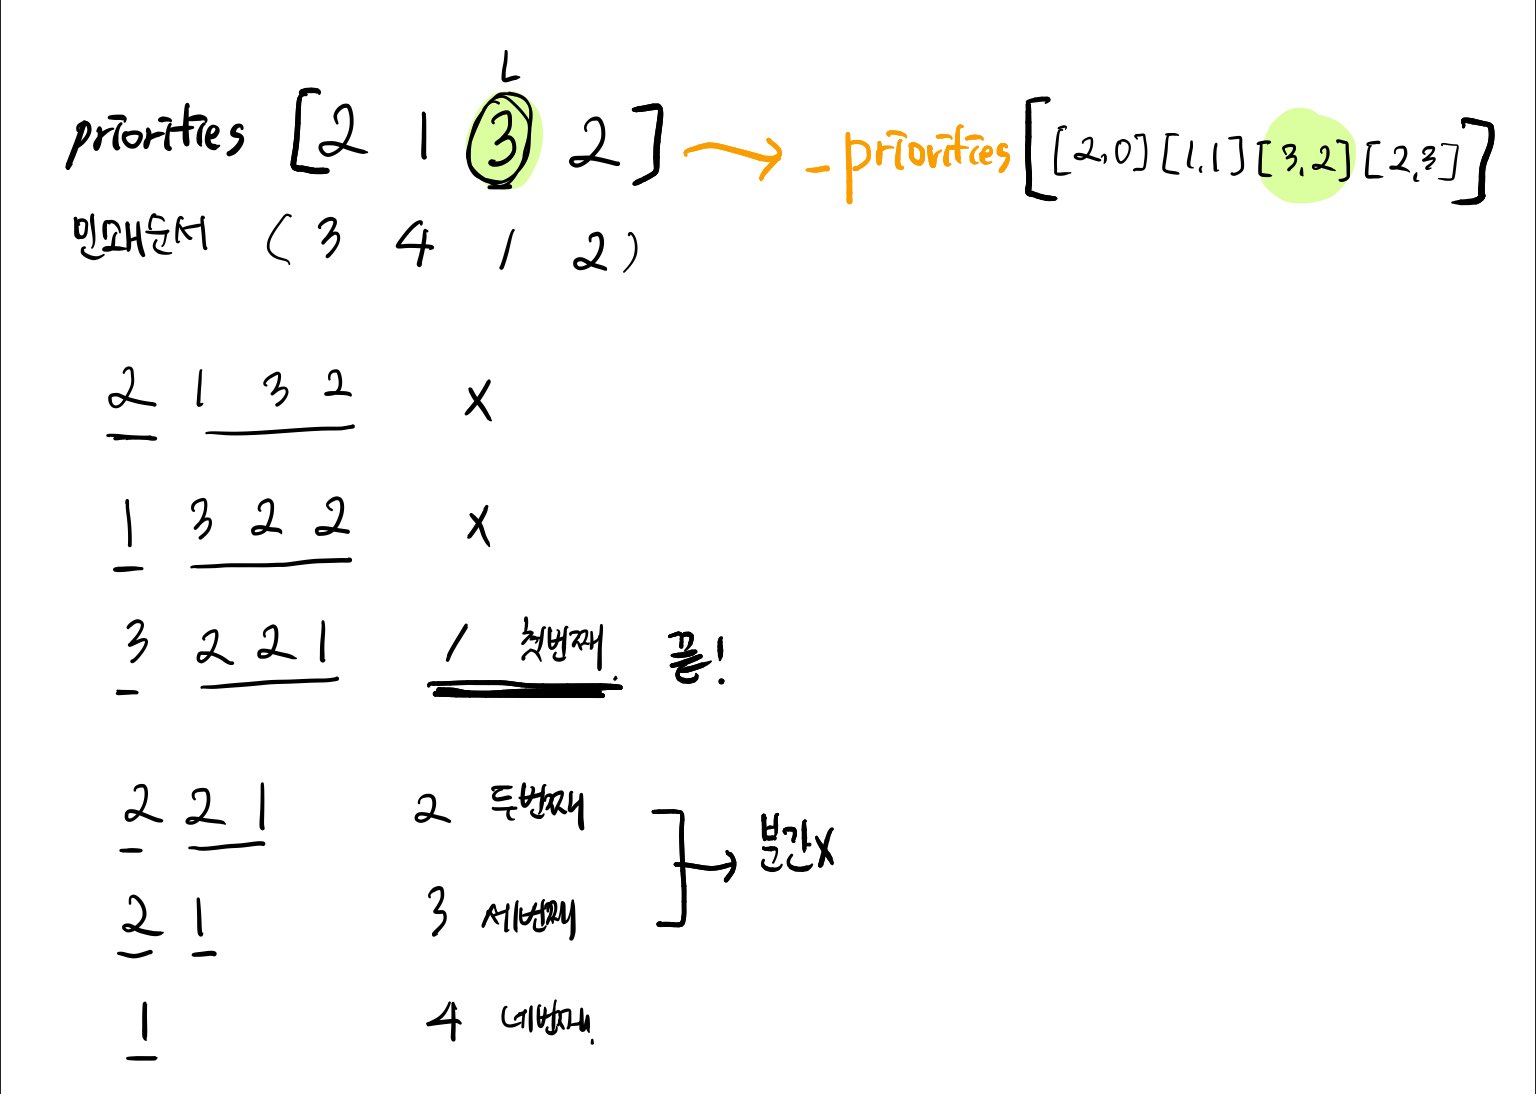 L
priorities [2 1 3 2] → _priorities [[2,0] [1,1] [3,2] [2,3]]
인쇄순서 (3 4 1 2)
2 1 3 2 X
1 3 2 2 X
3 2 2 1 1 첫번째. 끝!
2 2 1 2 두번째
분간X
2 1 3 세번째
1 4 네번째.